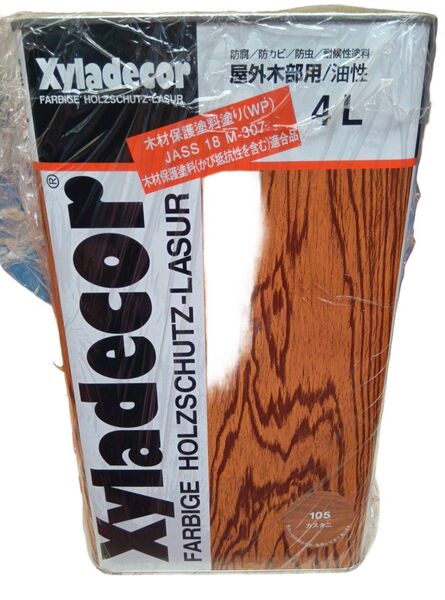 Xyladecor
FARBIGE HOLZSCHUTZ-LASUR
防腐/防カビ/防虫/耐候性塗料
屋外木部用/油性
4L
木材保護塗料塗り(WP)
JASS 18 M-307
木材保護塗料(かび抵抗性を含む)適合品
Xyladecor®
FARBIGE HOLZSCHUTZ-LASUR
105
カスタニ